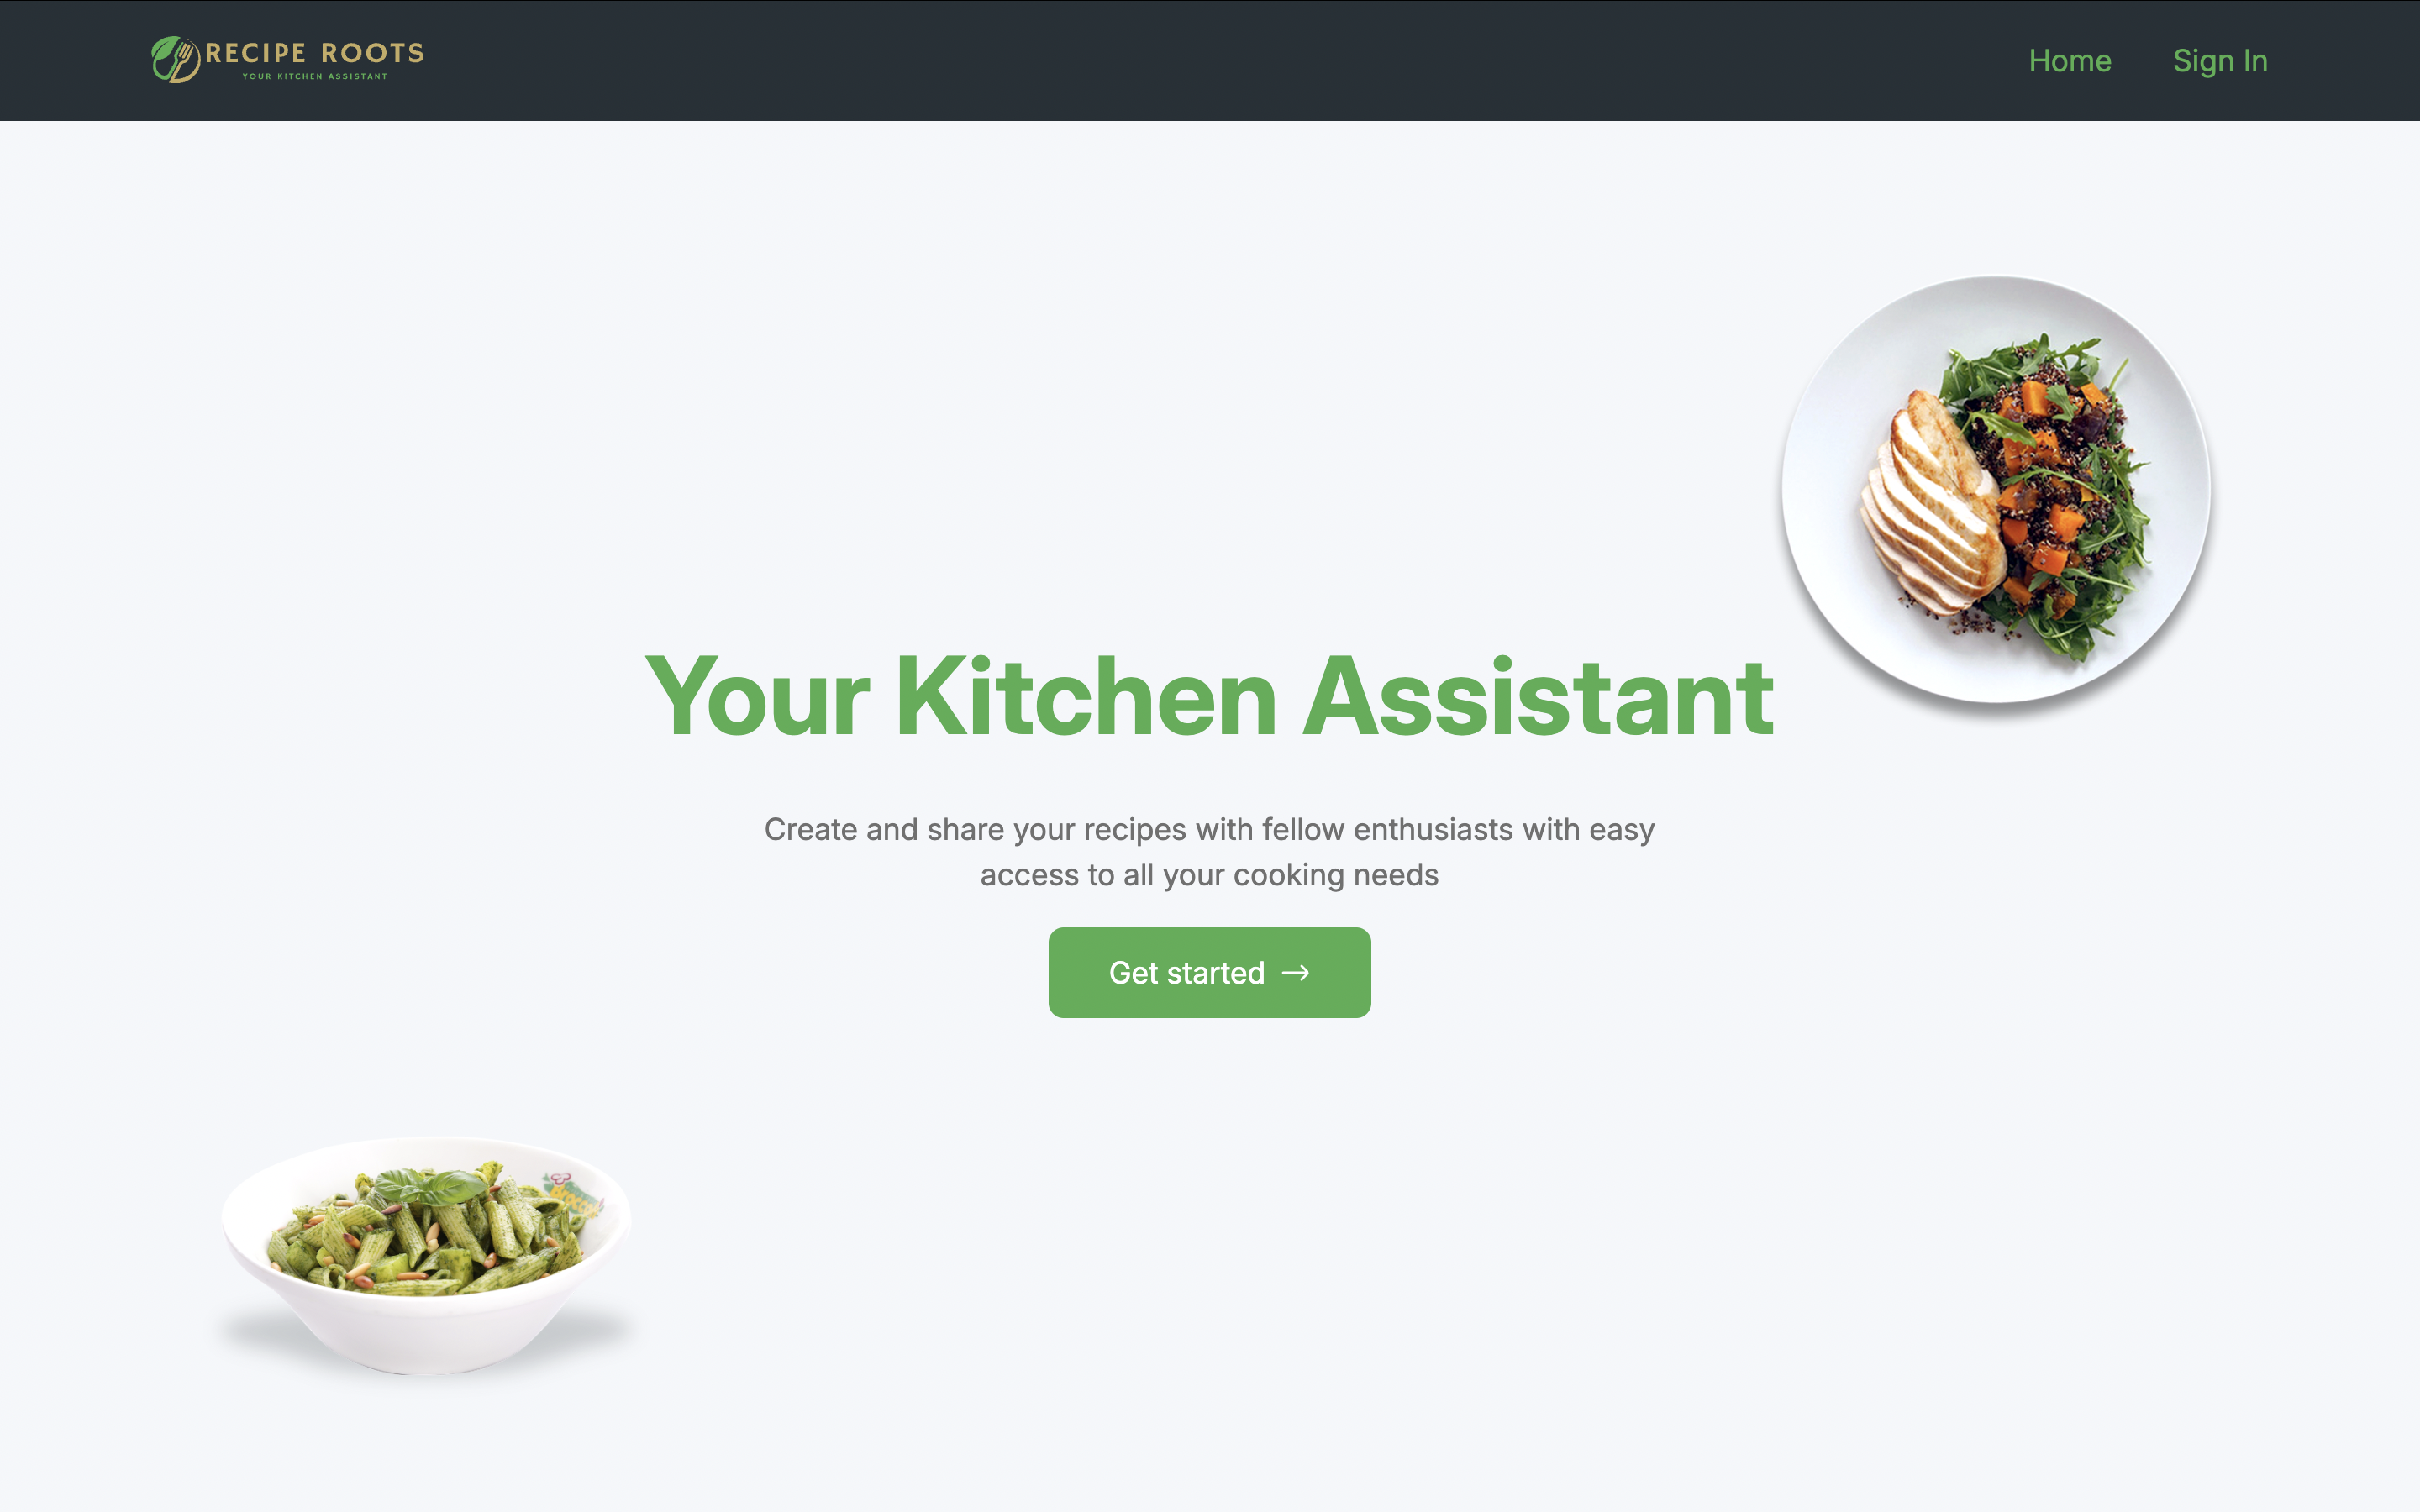 RECIPE ROOTS
YOUR KITCHEN ASSISTANT
Home
Sign In
Your Kitchen Assistant
Create and share your recipes with fellow enthusiasts with easy
access to all your cooking needs
Get started →